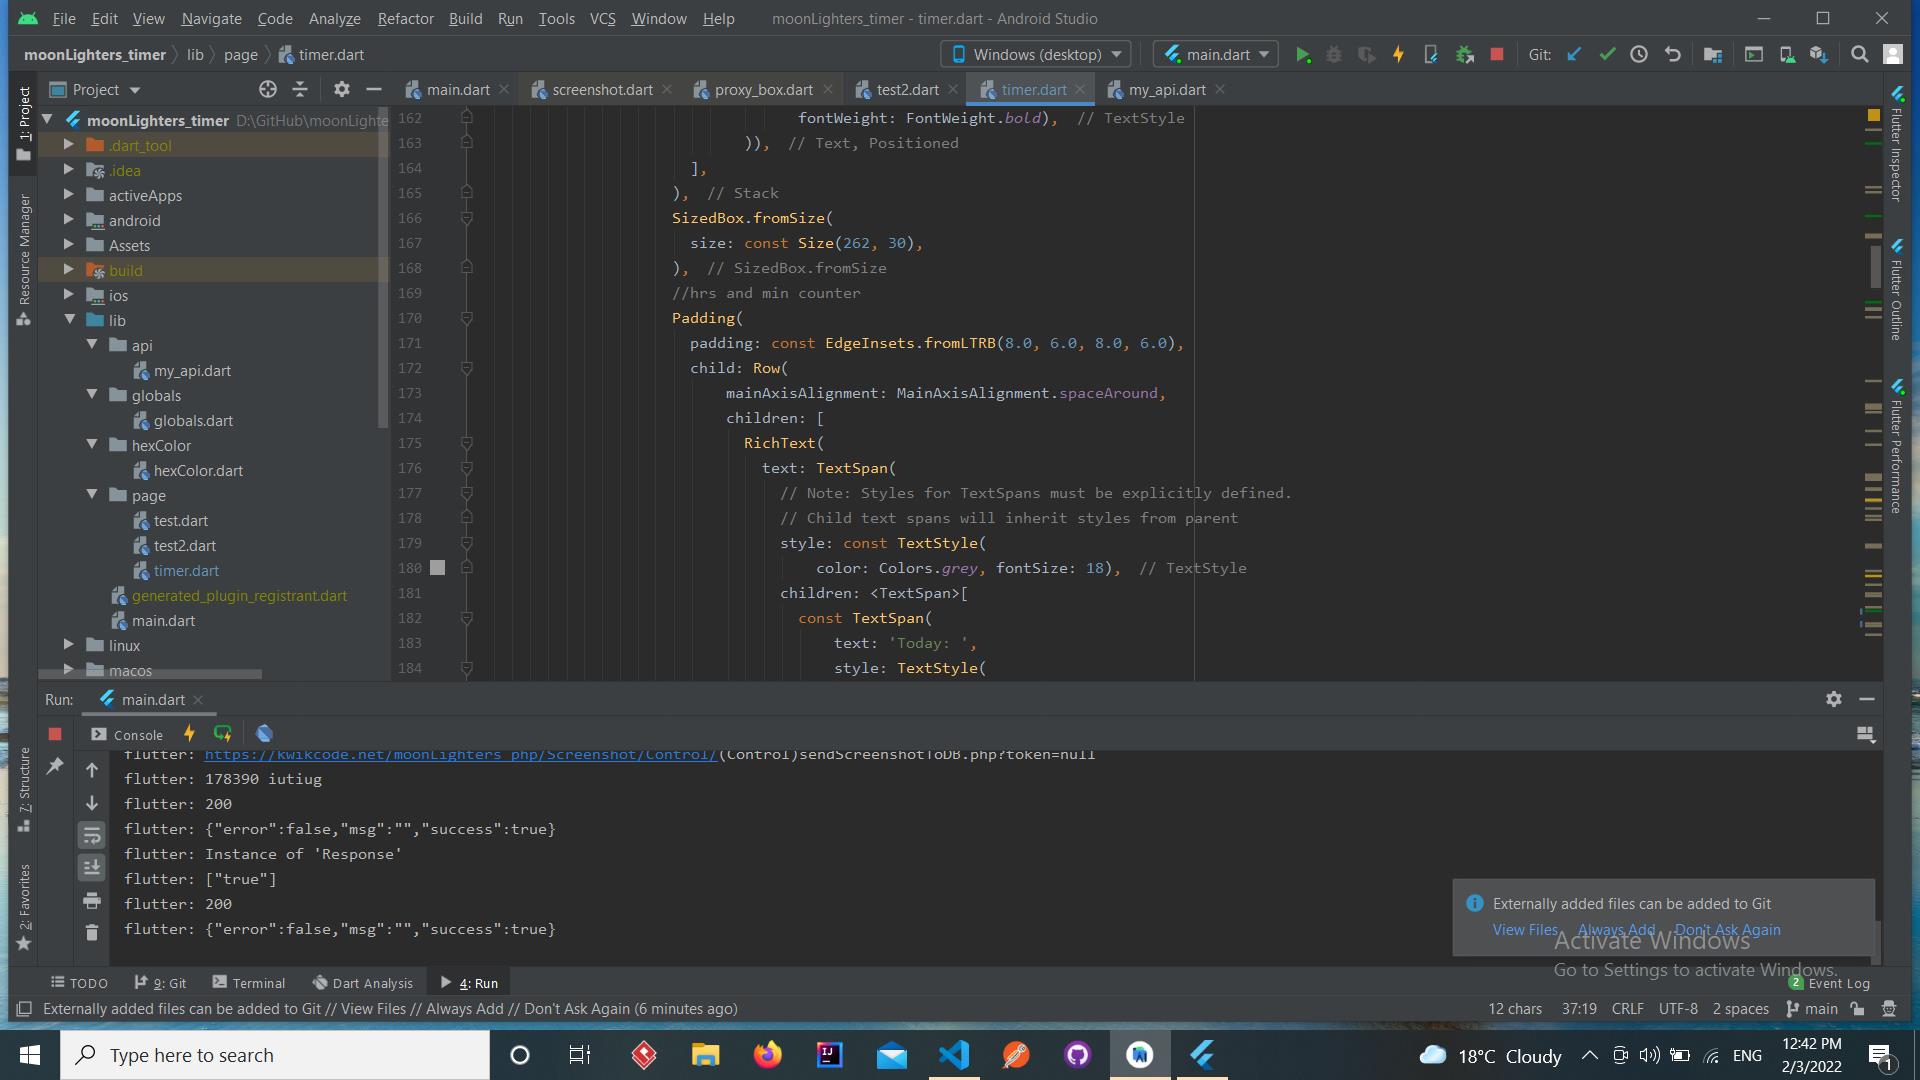 File Edit View Navigate Code Analyze Refactor Build Run Tools VCS Window Help moonLighters_timer - timer.dart - Android Studio
moonLighters_timer lib page timer.dart Windows (desktop) main.dart Git:
Project main.dart screenshot.dart proxy_box.dart test2.dart timer.dart my_api.dart
1: Project
Resource Manager
7: Structure
2: Favorites
moonLighters_timer D:\GitHub\moonLighte
.dart_tool
.idea
activeApps
android
Assets
build
ios
lib
api
my_api.dart
globals
globals.dart
hexColor
hexColor.dart
page
test.dart
test2.dart
timer.dart
generated_plugin_registrant.dart
main.dart
linux
macos
162 fontWeight: FontWeight.bold), // TextStyle
163 )), // Text, Positioned
164 ],
165 ), // Stack
166 SizedBox.fromSize(
167 size: const Size(262, 30),
168 ), // SizedBox.fromSize
169 //hrs and min counter
170 Padding(
171 padding: const EdgeInsets.fromLTRB(8.0, 6.0, 8.0, 6.0),
172 child: Row(
173 mainAxisAlignment: MainAxisAlignment.spaceAround,
174 children: [
175 RichText(
176 text: TextSpan(
177 // Note: Styles for TextSpans must be explicitly defined.
178 // Child text spans will inherit styles from parent
179 style: const TextStyle(
180 color: Colors.grey, fontSize: 18), // TextStyle
181 children: <TextSpan>[
182 const TextSpan(
183 text: 'Today: ',
184 style: TextStyle(
Flutter Inspector
Flutter Outline
Flutter Performance
Run: main.dart
Console
flutter: https://kwikcode.net/moonLighters_php/Screenshot/Control/(Control)sendScreenshotToDB.php?token=null
flutter: 178390 iutiug
flutter: 200
flutter: {"error":false,"msg":"","success":true}
flutter: Instance of 'Response'
flutter: ["true"]
flutter: 200
flutter: {"error":false,"msg":"","success":true}
Externally added files can be added to Git
View Files Always Add Don't Ask Again
Activate Windows
Go to Settings to activate Windows.
TODO 9: Git Terminal Dart Analysis 4: Run 2 Event Log
Externally added files can be added to Git // View Files // Always Add // Don't Ask Again (6 minutes ago) 12 chars 37:19 CRLF UTF-8 2 spaces main
Type here to search 18°C Cloudy ENG 12:42 PM
2/3/2022 1